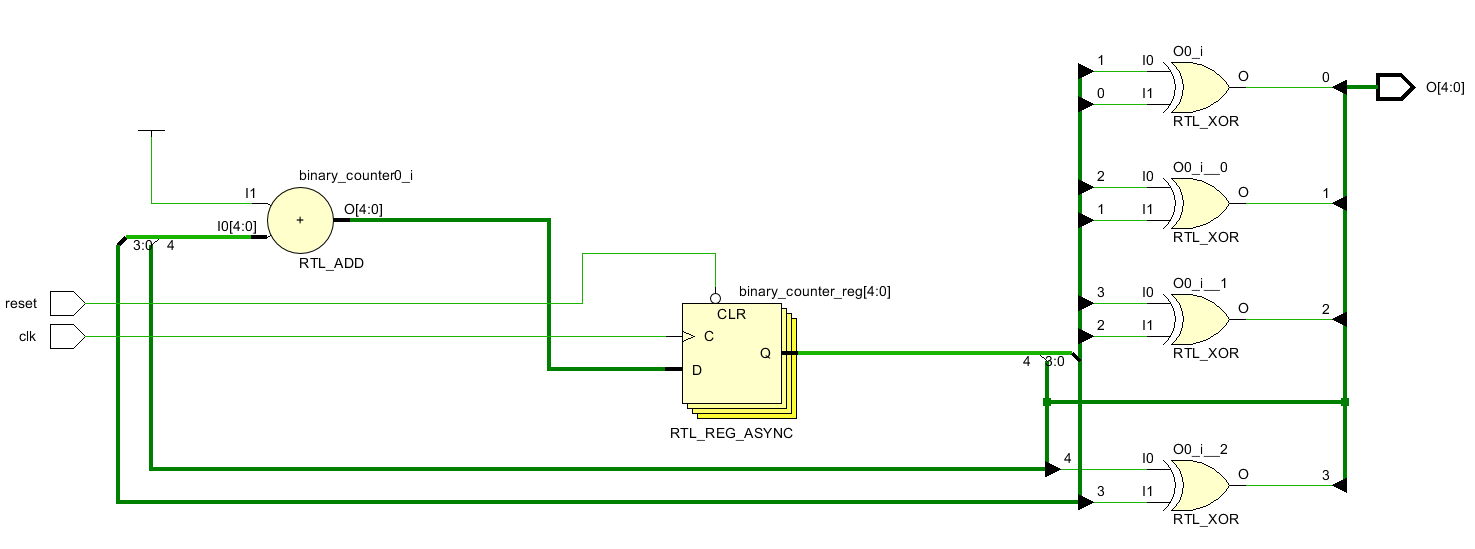 O0_i
1 I0
O
0
0 I1
O[4:0]
RTL_XOR
O0_i__0
2 I0
O
1
1 I1
RTL_XOR
binary_counter0_i
I1
O[4:0]
I0[4:0]
+
3:0 4
RTL_ADD
O0_i__1
3 I0
O
2
2 I1
RTL_XOR
reset
clk
binary_counter_reg[4:0]
CLR
C
Q
D
RTL_REG_ASYNC
4 3:0
O0_i__2
4 I0
O
3
3 I1
RTL_XOR